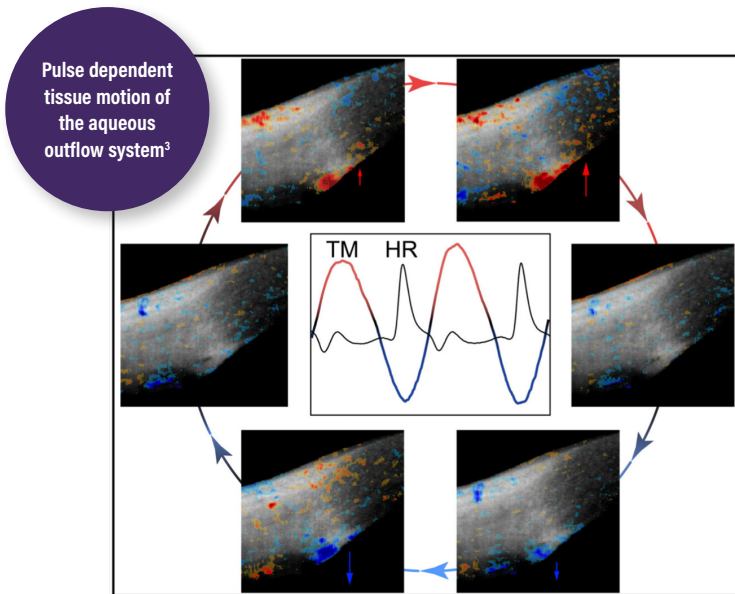 Pulse dependent
tissue motion of
the aqueous
outflow system³
TM HR